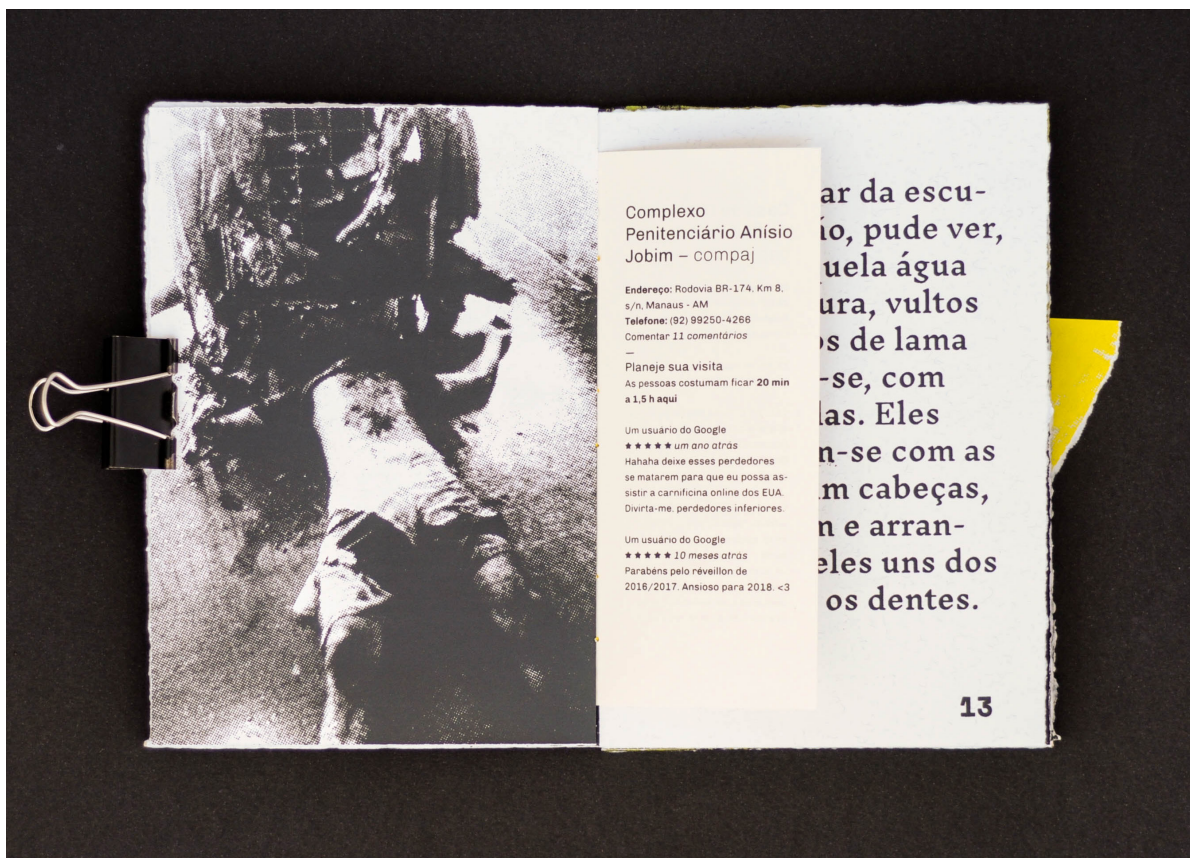 Complexo
Penitenciário Anísio
Jobim – compaj
Endereço: Rodovia BR-174, Km 8,
s/n, Manaus - AM
Telefone: (92) 99250-4266
Comentar 11 comentários
—
Planeje sua visita
As pessoas costumam ficar 20 min
a 1,5 h aqui
Um usuário do Google
★★★★★ um ano atrás
Hahaha deixe esses perdedores
se matarem para que eu possa as-
sistir a carnificina online dos EUA.
Divirta-me, perdedores inferiores.
Um usuário do Google
★★★★★ 10 meses atrás
Parabéns pelo réveillon de
2016/2017. Ansioso para 2018. <3
ar da escu-
ão, pude ver,
uela água
ura, vultos
os de lama
-se, com
las. Eles
n-se com as
m cabeças,
n e arran-
eles uns dos
os dentes.
13